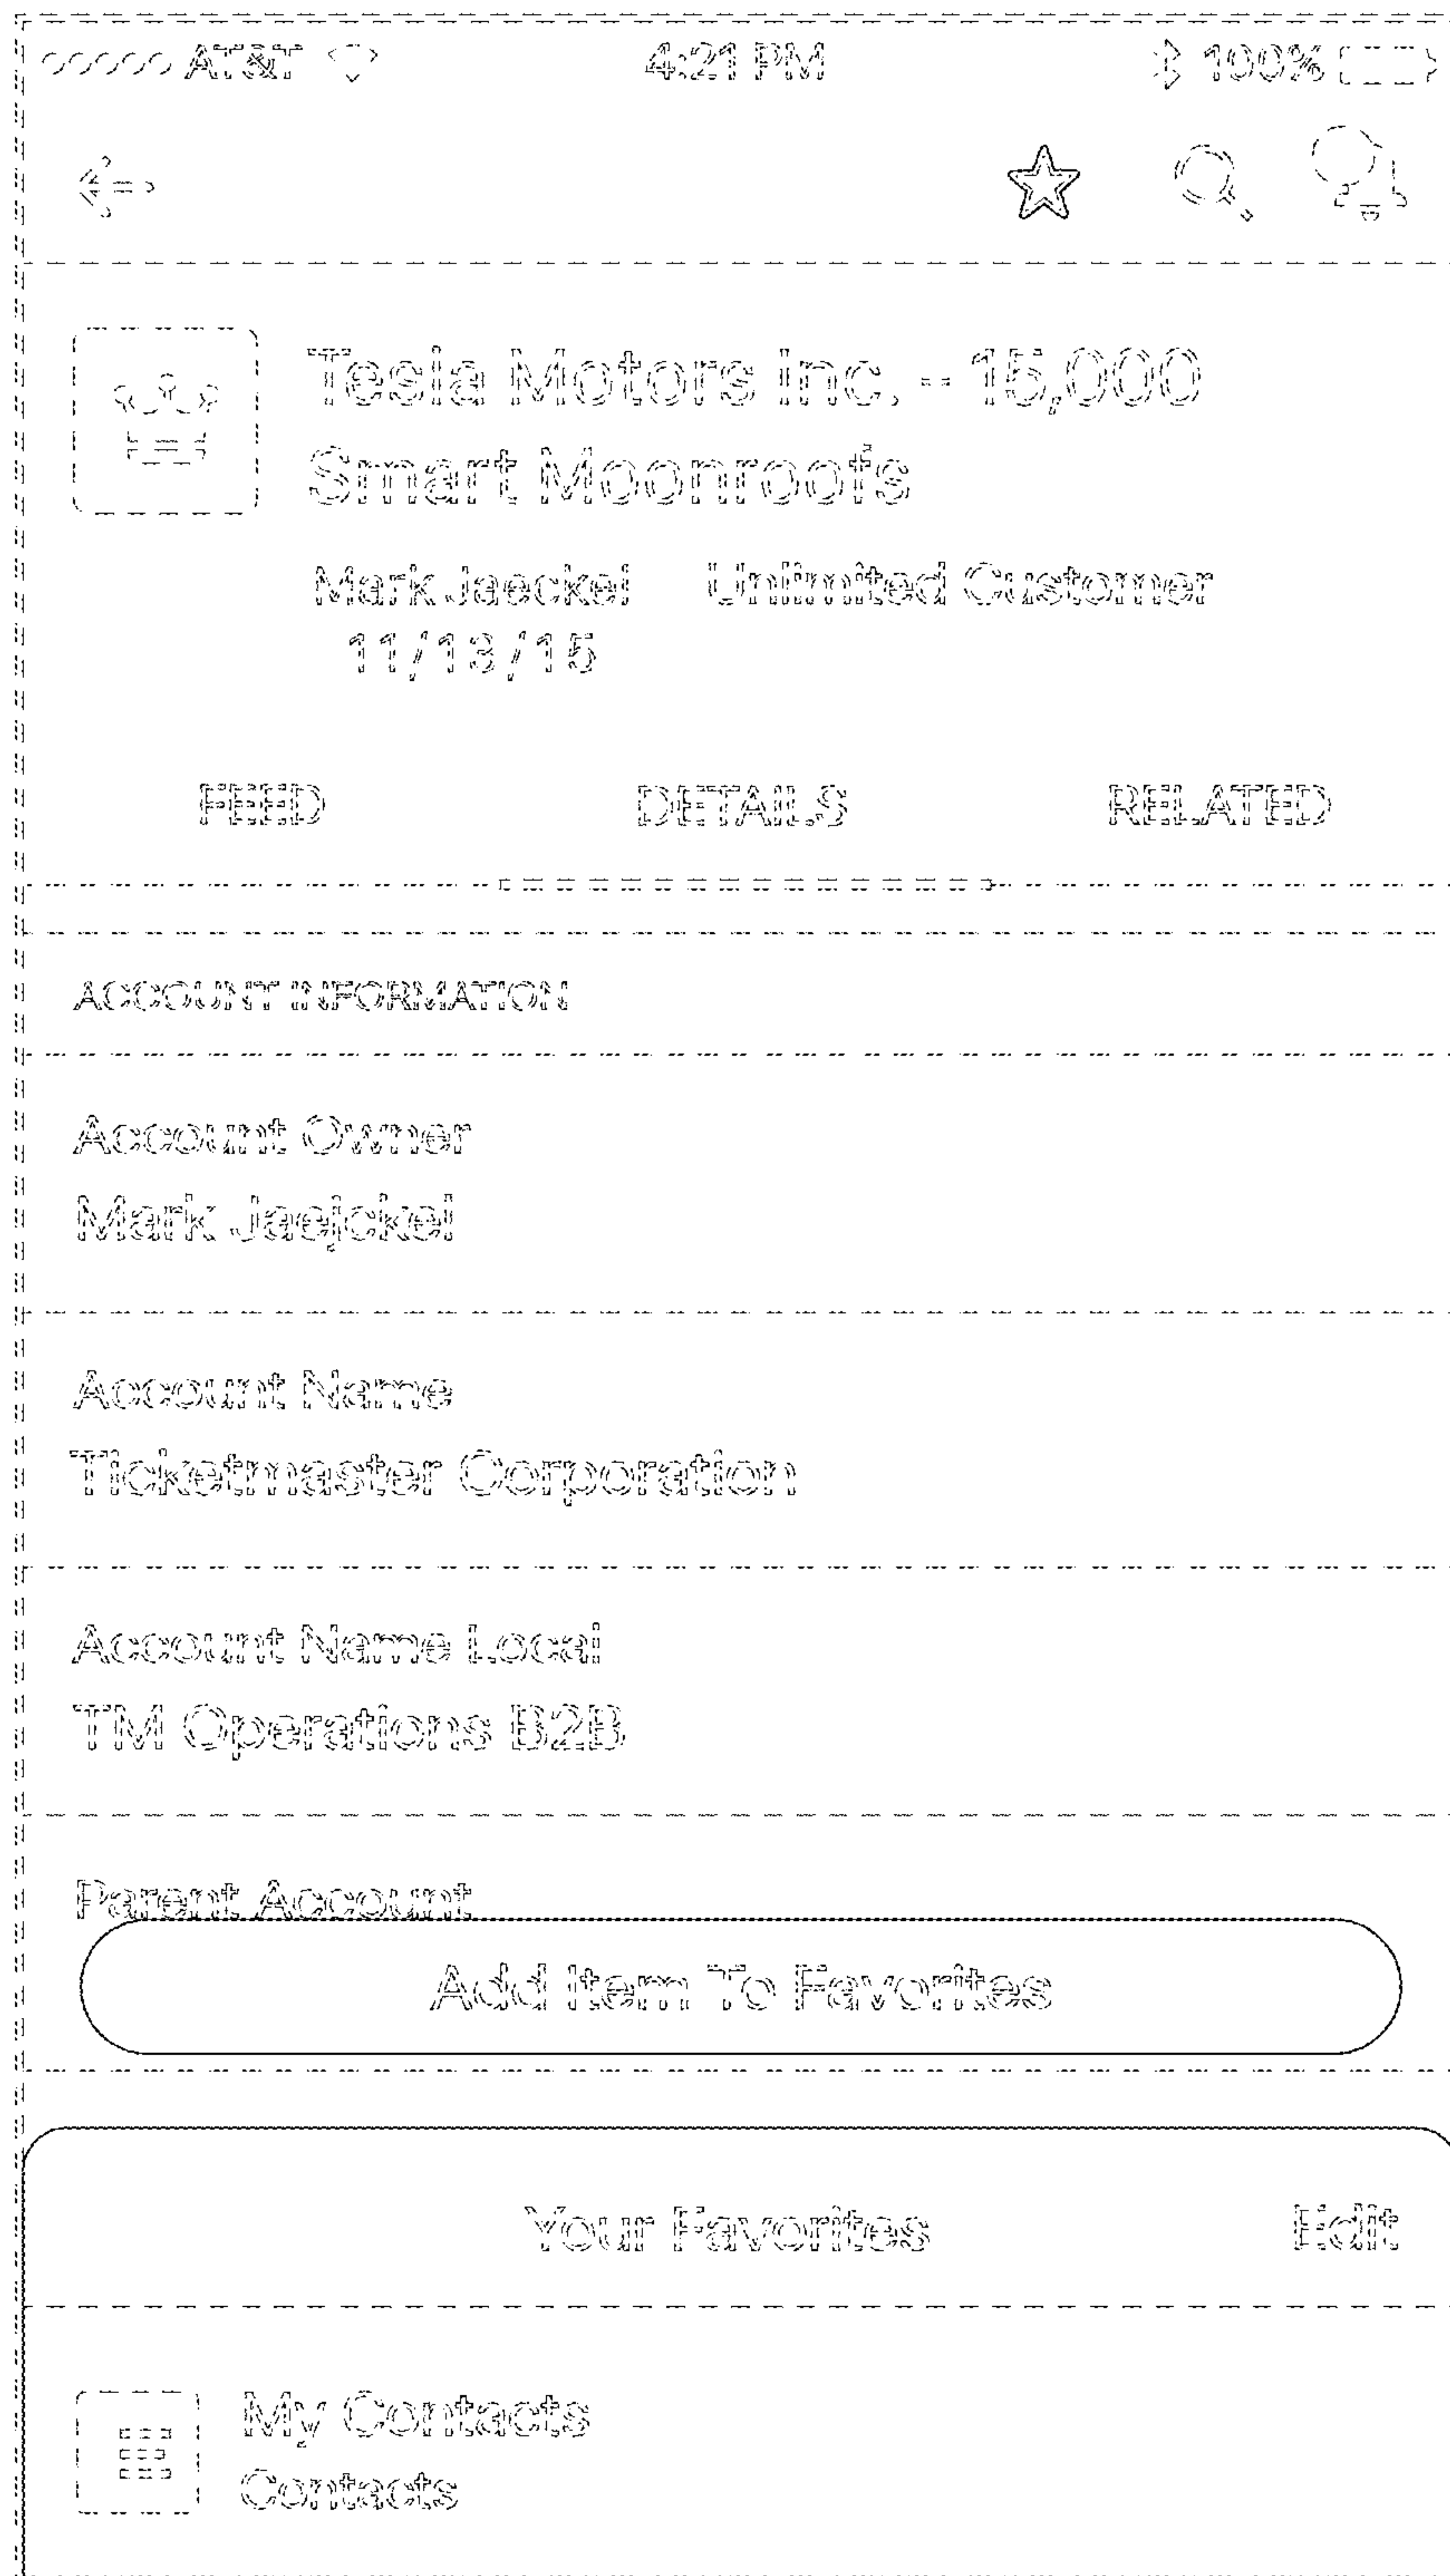 AT&T 4:21 PM 100%
Tesla Motors Inc. - 15,000
Smart Moonroofs
Mark Jaeckel Unlimited Customer
11/13/15
FEED DETAILS RELATED
ACCOUNT INFORMATION
Account Owner
Mark Jaejckel
Account Name
Ticketmaster Corporation
Account Name Local
TM Operations B2B
Parent Account
Add Item To Favorites
Your Favorites Edit
My Contacts
Contacts